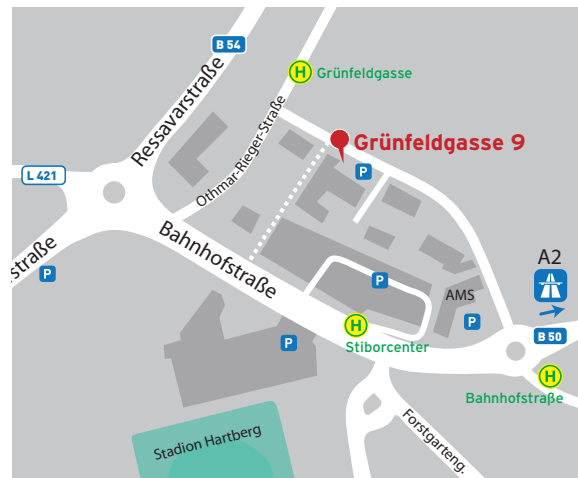 B 54
H Grünfeldgasse
Ressavarstraße
Grünfeldgasse 9
P
L 421
Othmar-Rieger-Straße
straße
P
Bahnhofstraße
A2
P
AMS
P
H
Stiborcenter
P
B 50
H
Bahnhofstraße
Forstgarteng.
Stadion Hartberg